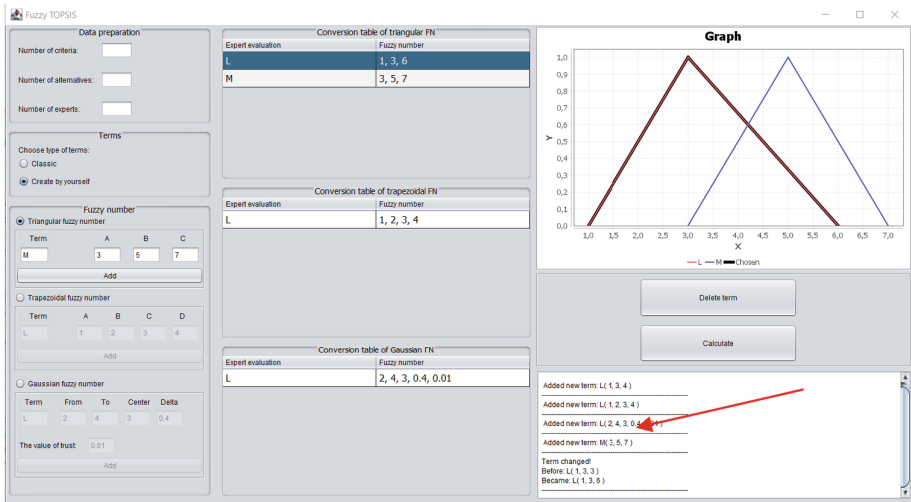 Fuzzy TOPSIS
Data preparation
Number of criteria:
Number of alternatives:
Number of experts:
Terms
Choose type of terms:
Classic
Create by yourself
Fuzzy number
Triangular fuzzy number
Term A B C
M 3 5 7
Add
Trapezoidal fuzzy number
Term A B C D
L 1 2 3 4
Add
Gaussian fuzzy number
Term From To Center Delta
L 2 4 3 0.4
The value of trust: 0.01
Add
Conversion table of triangular FN
Expert evaluation Fuzzy number
L 1, 3, 6
M 3, 5, 7
Conversion table of trapezoidal FN
Expert evaluation Fuzzy number
L 1, 2, 3, 4
Conversion table of Gaussian FN
Expert evaluation Fuzzy number
L 2, 4, 3, 0.4, 0.01
Graph
1,0
0,9
0,8
0,7
0,6
0,5
0,4
0,3
0,2
0,1
0,0
Y
1,0 1,5 2,0 2,5 3,0 3,5 4,0 4,5 5,0 5,5 6,0 6,5 7,0
X
L M Chosen
Delete term
Calculate
Added new term: L( 1, 3, 4 )
Added new term: L( 1, 2, 3, 4 )
Added new term: L( 2, 4, 3, 0.4, 0.01 )
Added new term: M( 3, 5, 7 )
Term changed!
Before: L( 1, 3, 3 )
Became: L( 1, 3, 6 )